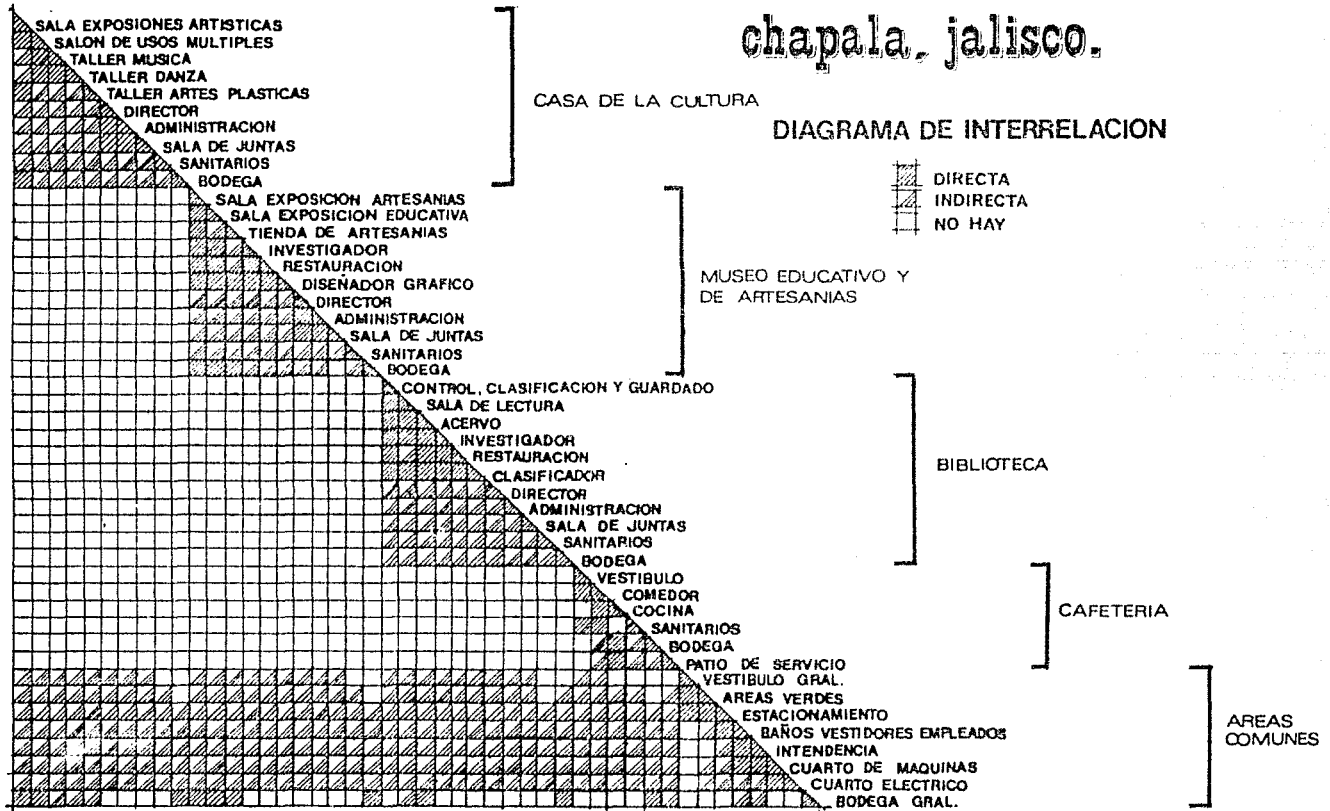 chapala, jalisco.
DIAGRAMA DE INTERRELACION
DIRECTA
INDIRECTA
NO HAY
SALA EXPOSIONES ARTISTICAS
SALON DE USOS MULTIPLES
TALLER MUSICA
TALLER DANZA
TALLER ARTES PLASTICAS
DIRECTOR
ADMINISTRACION
SALA DE JUNTAS
SANITARIOS
BODEGA
CASA DE LA CULTURA
SALA EXPOSICION ARTESANIAS
SALA EXPOSICION EDUCATIVA
TIENDA DE ARTESANIAS
INVESTIGADOR
RESTAURACION
DISEÑADOR GRAFICO
DIRECTOR
ADMINISTRACION
SALA DE JUNTAS
SANITARIOS
BODEGA
MUSEO EDUCATIVO Y
DE ARTESANIAS
CONTROL, CLASIFICACION Y GUARDADO
SALA DE LECTURA
ACERVO
INVESTIGADOR
RESTAURACION
CLASIFICADOR
DIRECTOR
ADMINISTRACION
SALA DE JUNTAS
SANITARIOS
BODEGA
BIBLIOTECA
VESTIBULO
COMEDOR
COCINA
SANITARIOS
BODEGA
PATIO DE SERVICIO
CAFETERIA
VESTIBULO GRAL.
AREAS VERDES
ESTACIONAMIENTO
BAÑOS VESTIDORES EMPLEADOS
INTENDENCIA
CUARTO DE MAQUINAS
CUARTO ELECTRICO
BODEGA GRAL.
AREAS
COMUNES